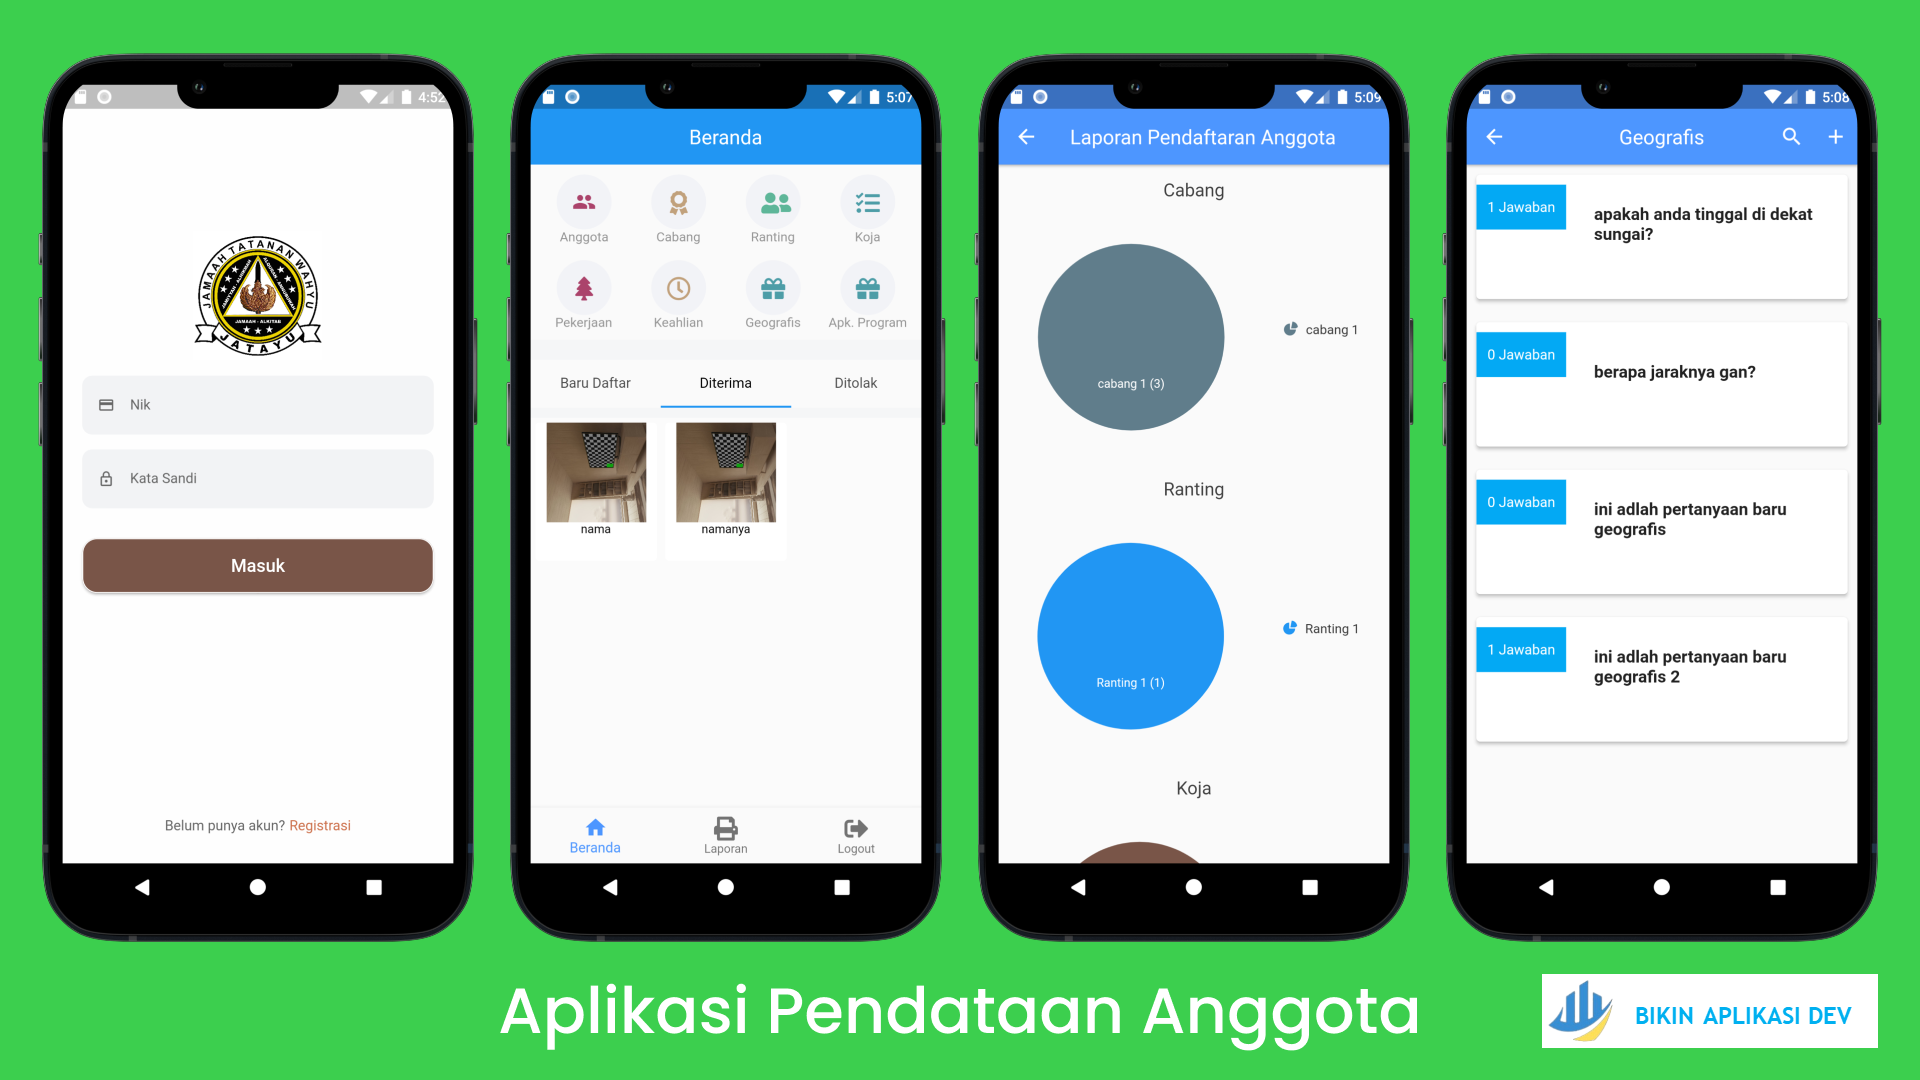 4:52
JAMAAH TATANAN WAHYU
JAMAAH - ALKITAB
JATAYU
Nik
Kata Sandi
Masuk
Belum punya akun? Registrasi
5:07
Beranda
Anggota
Cabang
Ranting
Koja
Pekerjaan
Keahlian
Geografis
Apk. Program
Baru Daftar
Diterima
Ditolak
nama
namanya
Beranda
Laporan
Logout
5:09
Laporan Pendaftaran Anggota
Cabang
cabang 1
cabang 1 (3)
Ranting
Ranting 1
Ranting 1 (1)
Koja
5:08
Geografis
1 Jawaban
apakah anda tinggal di dekat
sungai?
0 Jawaban
berapa jaraknya gan?
0 Jawaban
ini adlah pertanyaan baru
geografis
1 Jawaban
ini adlah pertanyaan baru
geografis 2
Aplikasi Pendataan Anggota
BIKIN APLIKASI DEV